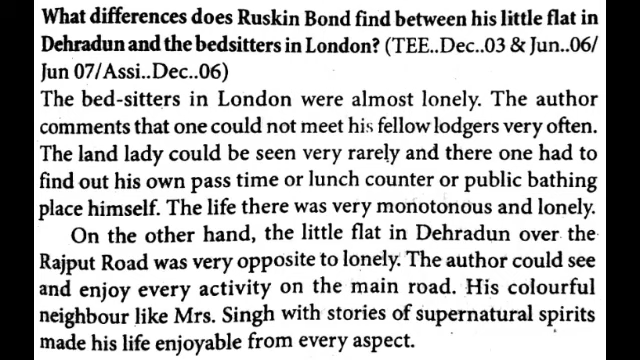 What differences does Ruskin Bond find between his little flat in
Dehradun and the bedsitters in London? (TEE..Dec..03 & Jun..06/
Jun 07/Assi..Dec..06)
The bed-sitters in London were almost lonely. The author
comments that one could not meet his fellow lodgers very often.
The land lady could be seen very rarely and there one had to
find out his own pass time or lunch counter or public bathing
place himself. The life there was very monotonous and lonely.
On the other hand, the little flat in Dehradun over the
Rajput Road was very opposite to lonely. The author could see
and enjoy every activity on the main road. His colourful
neighbour like Mrs. Singh with stories of supernatural spirits
made his life enjoyable from every aspect.